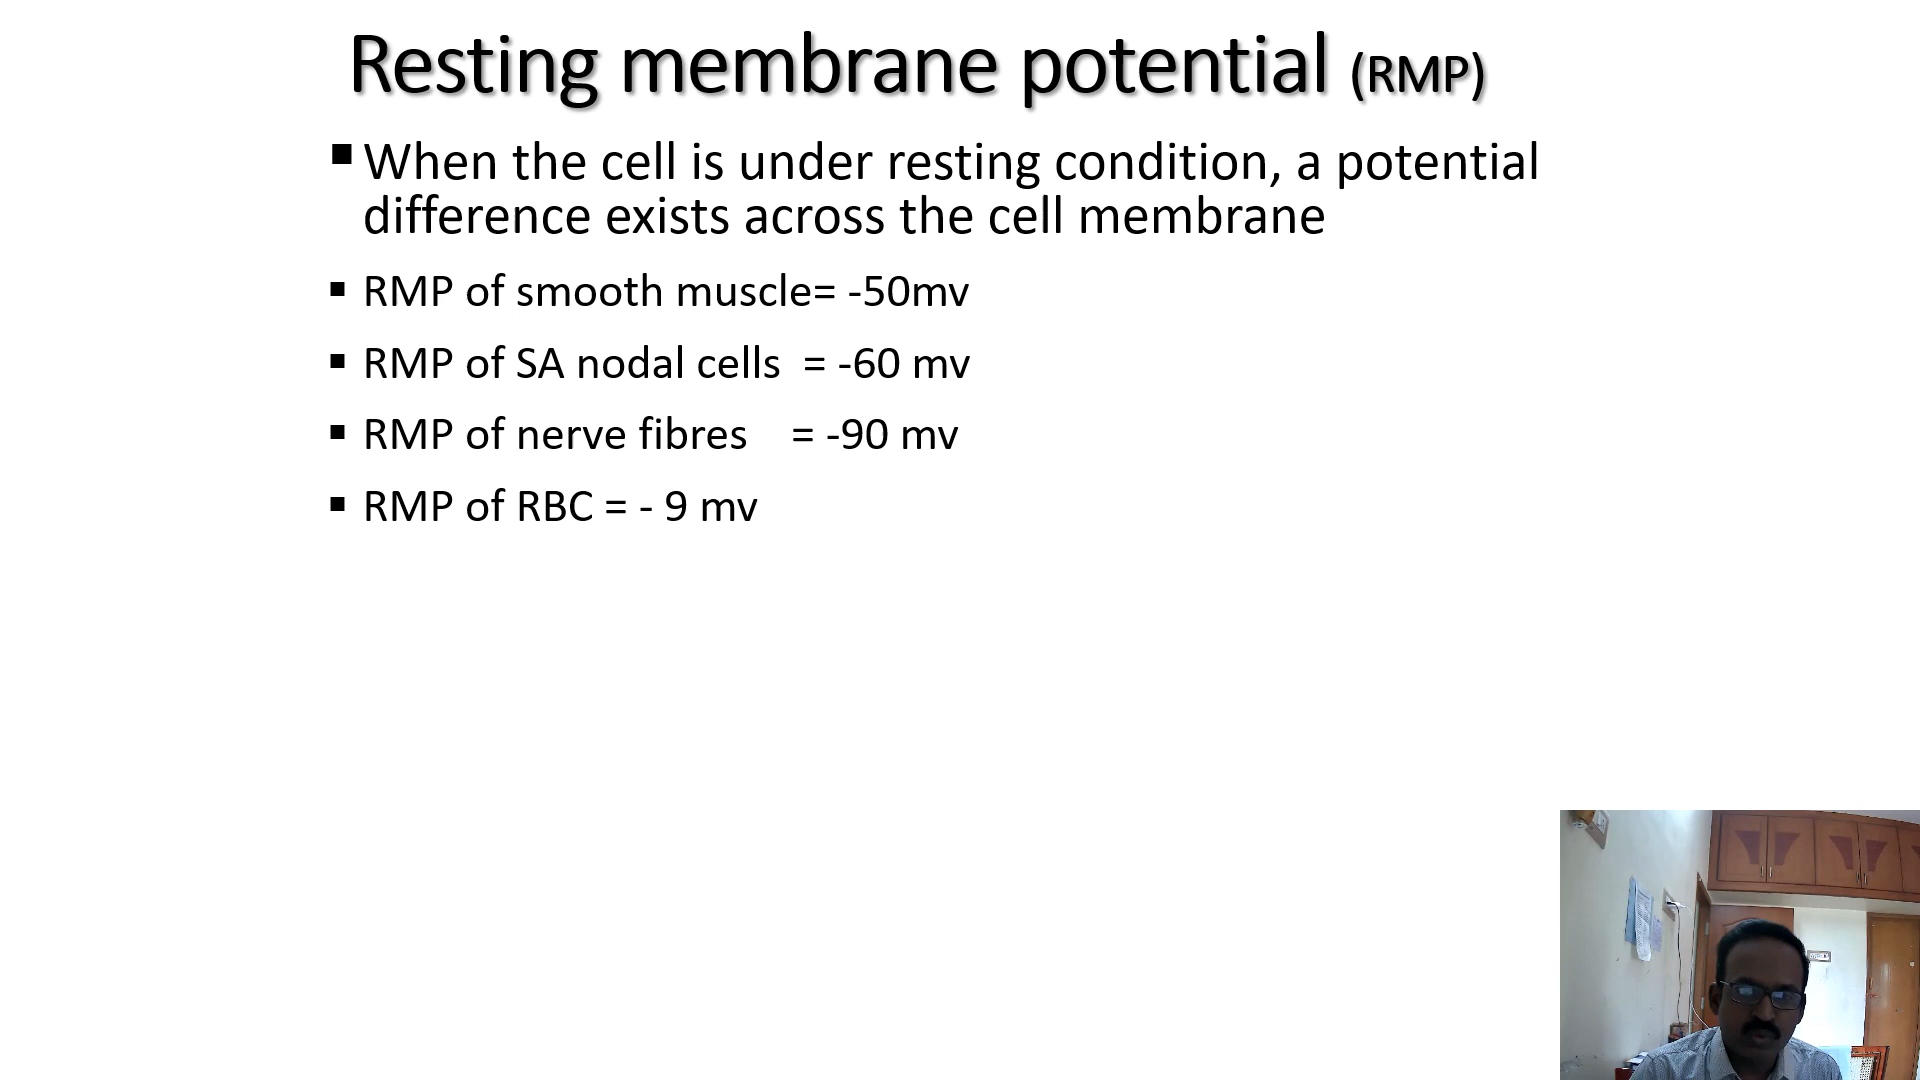 Resting membrane potential (RMP)
▪ When the cell is under resting condition, a potential
difference exists across the cell membrane
▪ RMP of smooth muscle= -50mv
▪ RMP of SA nodal cells  = -60 mv
▪ RMP of nerve fibres    = -90 mv
▪ RMP of RBC = - 9 mv